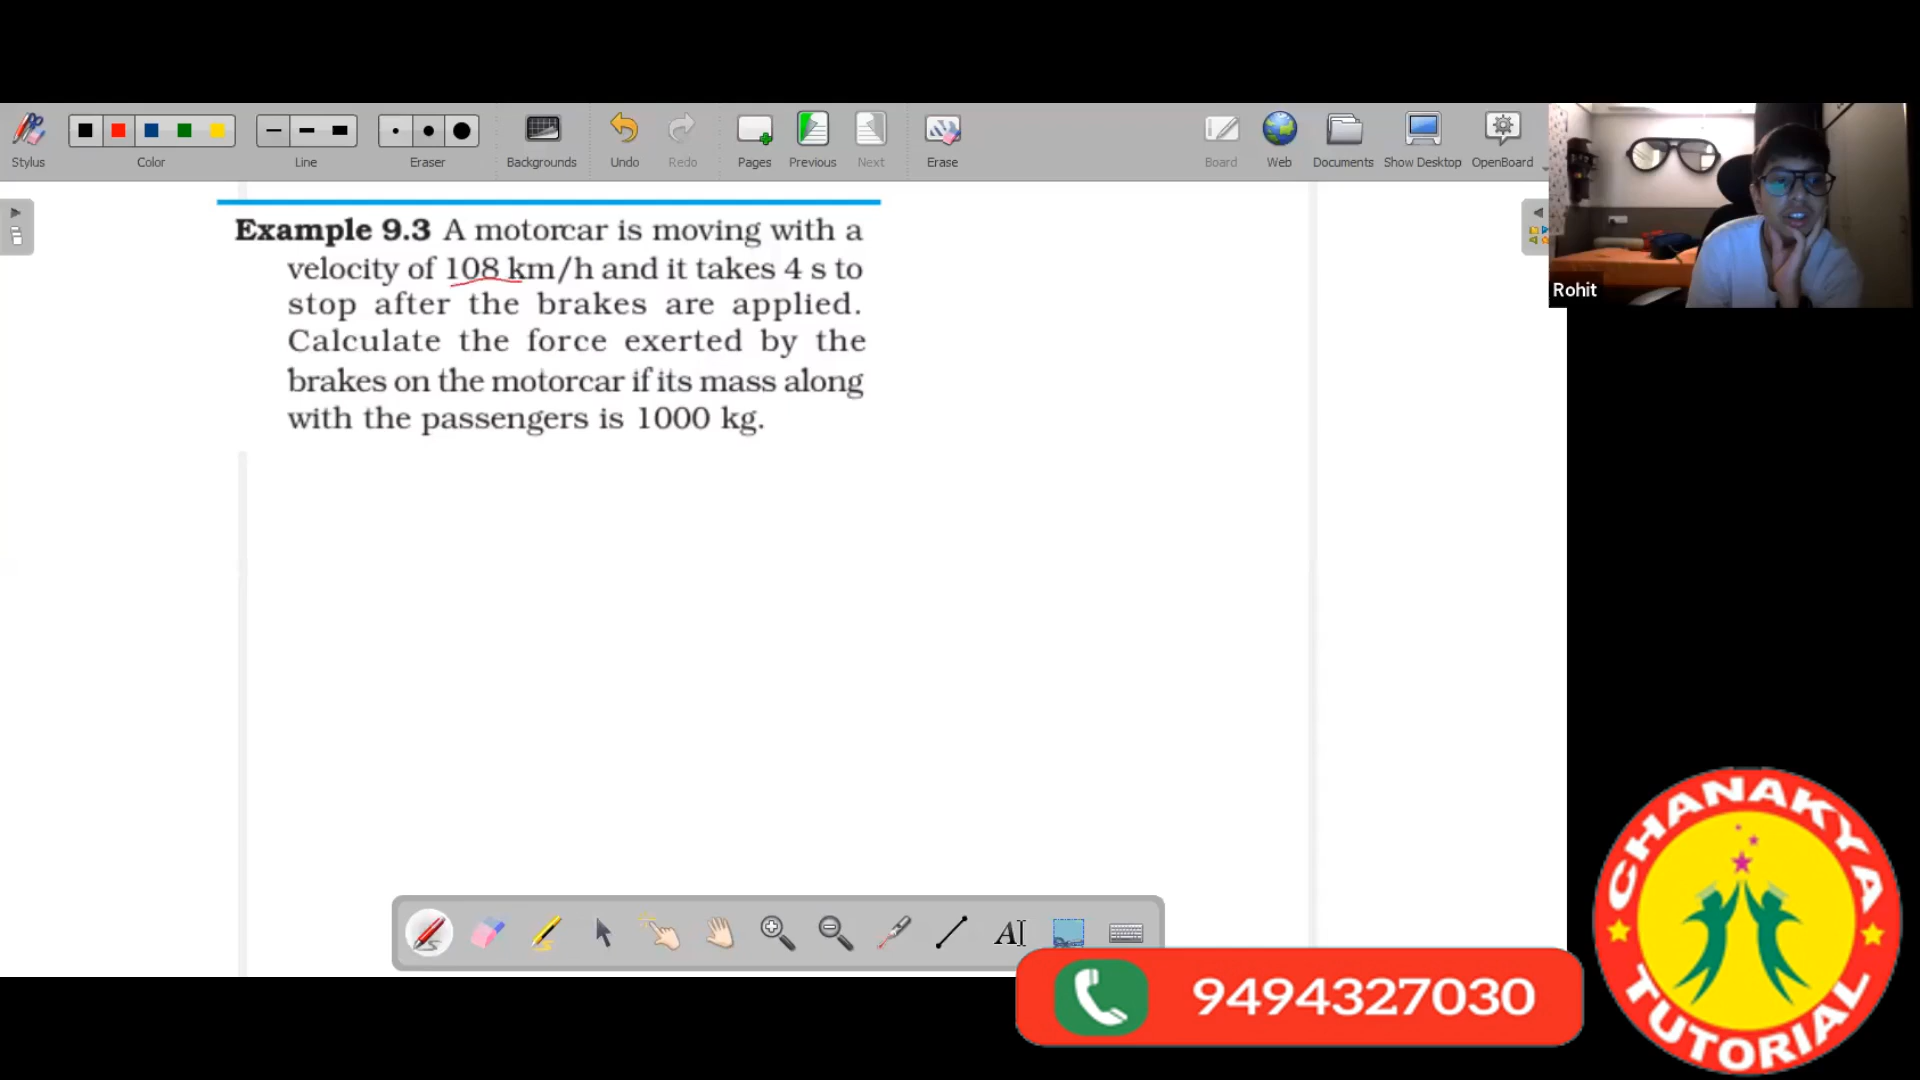 Stylus
Color
Line
Eraser
Backgrounds
Undo
Redo
Pages
Previous
Next
Erase
Board
Web
Documents
Show Desktop
OpenBoard
Rohit
Example 9.3 A motorcar is moving with a
velocity of 108 km/h and it takes 4 s to
stop after the brakes are applied.
Calculate the force exerted by the
brakes on the motorcar if its mass along
with the passengers is 1000 kg.
9494327030
CHANAKYA
TUTORIAL